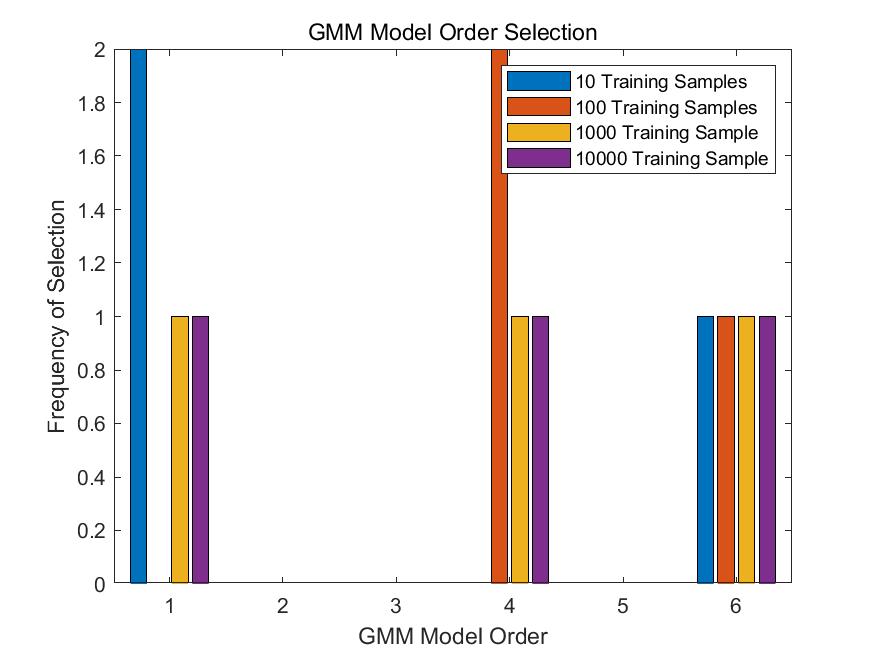 GMM Model Order Selection
2
1.8
1.6
1.4
1.2
1
0.8
0.6
0.4
0.2
0
Frequency of Selection
10 Training Samples
100 Training Samples
1000 Training Sample
10000 Training Sample
1 2 3 4 5 6
GMM Model Order